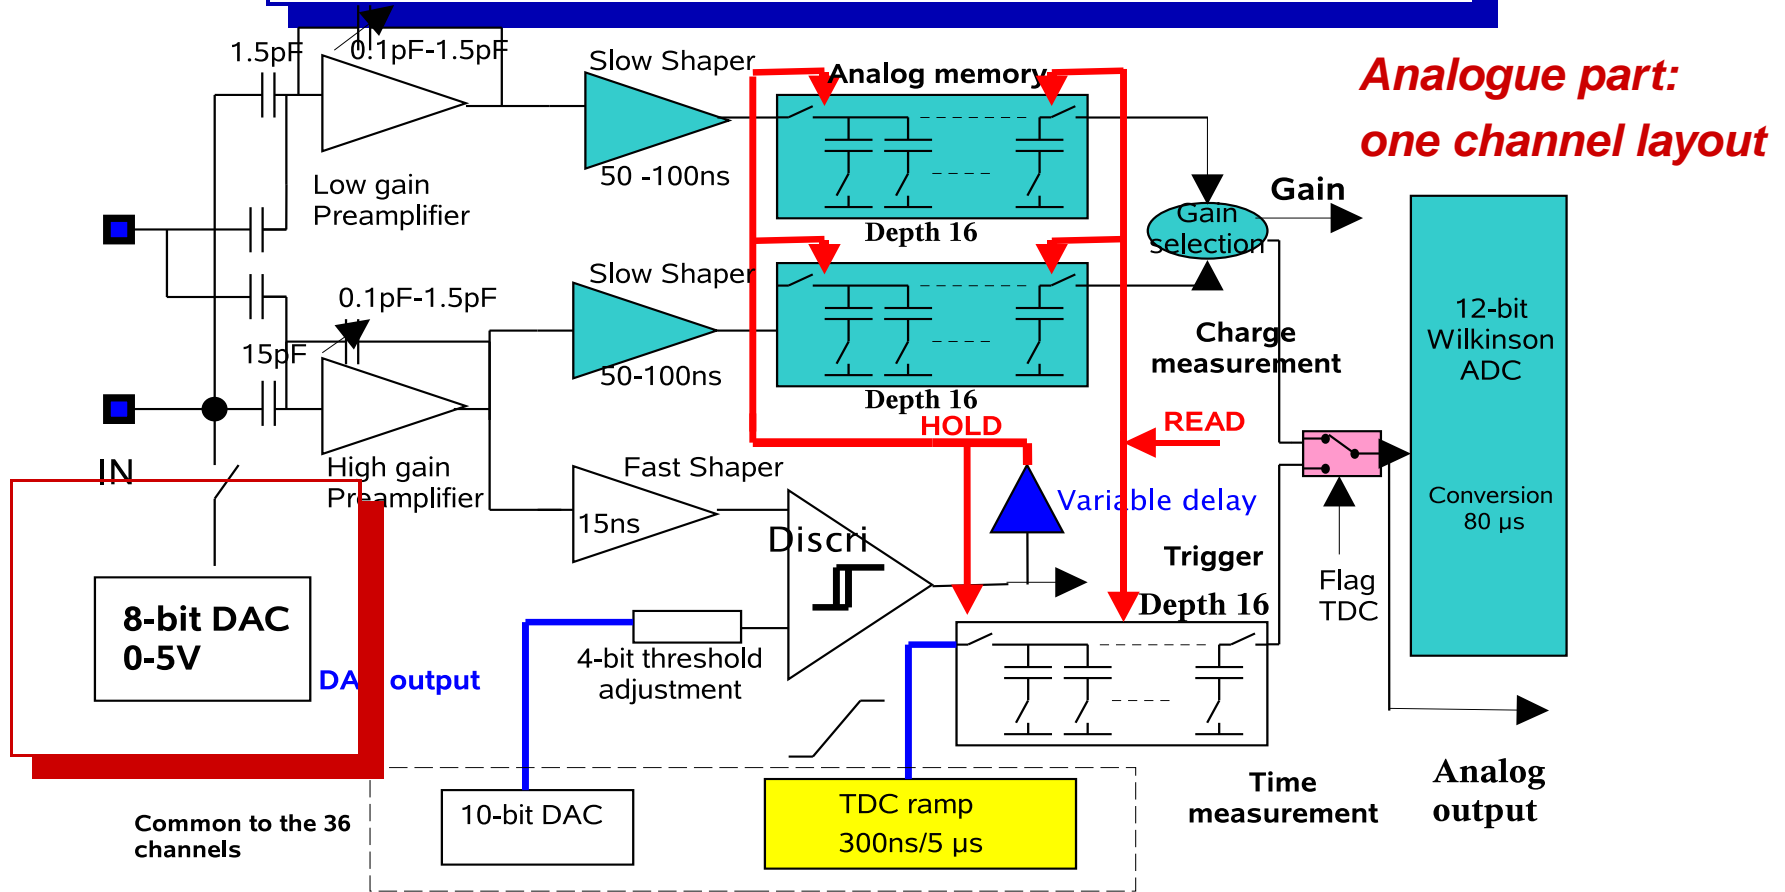 1.5pF
0.1pF-1.5pF
Slow Shaper
Analog memory
Analogue part:
one channel layout
50 -100ns
Low gain
Preamplifier
Depth 16
Gain
Gain
selection
Slow Shaper
0.1pF-1.5pF
15pF
50-100ns
Depth 16
Charge
measurement
12-bit
Wilkinson
ADC
HOLD
READ
IN
High gain
Preamplifier
Fast Shaper
15ns
Discri
Variable delay
Conversion
80 µs
Trigger
Depth 16
Flag
TDC
8-bit DAC
0-5V
DA output
4-bit threshold
adjustment
Time
measurement
Analog
output
Common to the 36
channels
10-bit DAC
TDC ramp
300ns/5 µs